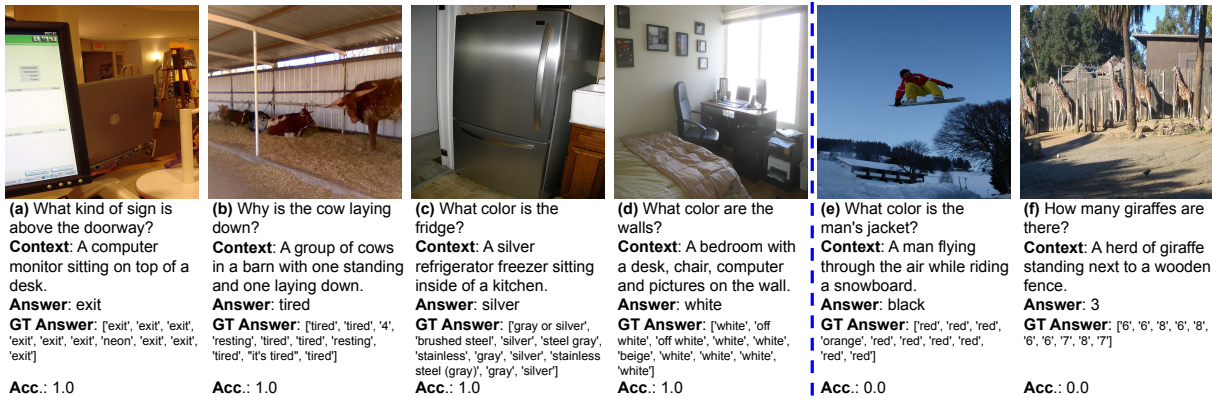 (a) What kind of sign is
above the doorway?
Context: A computer
monitor sitting on top of a
desk.
Answer: exit
GT Answer: ['exit', 'exit', 'exit',
'exit', 'exit', 'exit', 'neon', 'exit', 'exit',
'exit']
Acc.: 1.0
(b) Why is the cow laying
down?
Context: A group of cows
in a barn with one standing
and one laying down.
Answer: tired
GT Answer: ['tired', 'tired', '4',
'resting', 'tired', 'tired', 'resting',
'tired', "it's tired", 'tired']
Acc.: 1.0
(c) What color is the
fridge?
Context: A silver
refrigerator freezer sitting
inside of a kitchen.
Answer: silver
GT Answer: ['gray or silver',
'brushed steel', 'silver', 'steel gray',
'stainless', 'gray', 'silver', 'stainless
steel (gray)', 'gray', 'silver']
Acc.: 1.0
(d) What color are the
walls?
Context: A bedroom with
a desk, chair, computer
and pictures on the wall.
Answer: white
GT Answer: ['white', 'off
white', 'off white', 'white', 'white',
'beige', 'white', 'white', 'white',
'white']
Acc.: 1.0
(e) What color is the
man's jacket?
Context: A man flying
through the air while riding
a snowboard.
Answer: black
GT Answer: ['red', 'red', 'red',
'orange', 'red', 'red', 'red', 'red',
'red', 'red']
Acc.: 0.0
(f) How many giraffes are
there?
Context: A herd of giraffe
standing next to a wooden
fence.
Answer: 3
GT Answer: ['6', '6', '8', '6', '8',
'6', '6', '7', '8', '7']
Acc.: 0.0